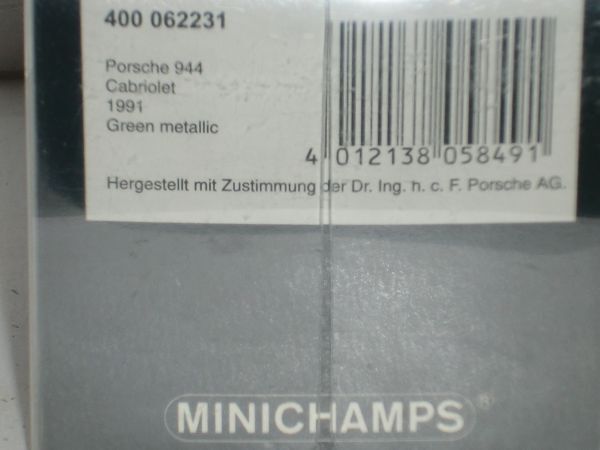 400 062231
Porsche 944
Cabriolet
1991
Green metallic
4 012138 058491
Hergestellt mit Zustimmung der Dr. Ing. h. c. F. Porsche AG.
MINICHAMPS®